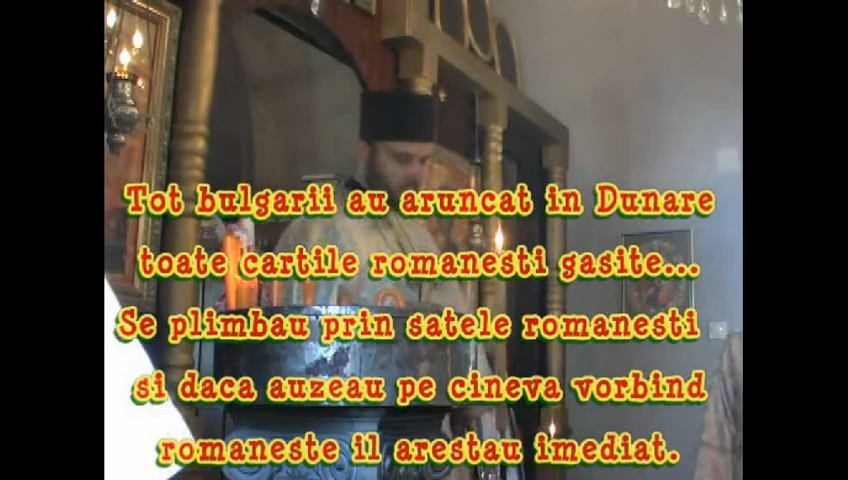 Tot bulgarii au aruncat in Dunare
toate cartile romanesti gasite...
Se plimbau prin satele romanesti
si daca auzeau pe cineva vorbind
romaneste il arestau imediat.